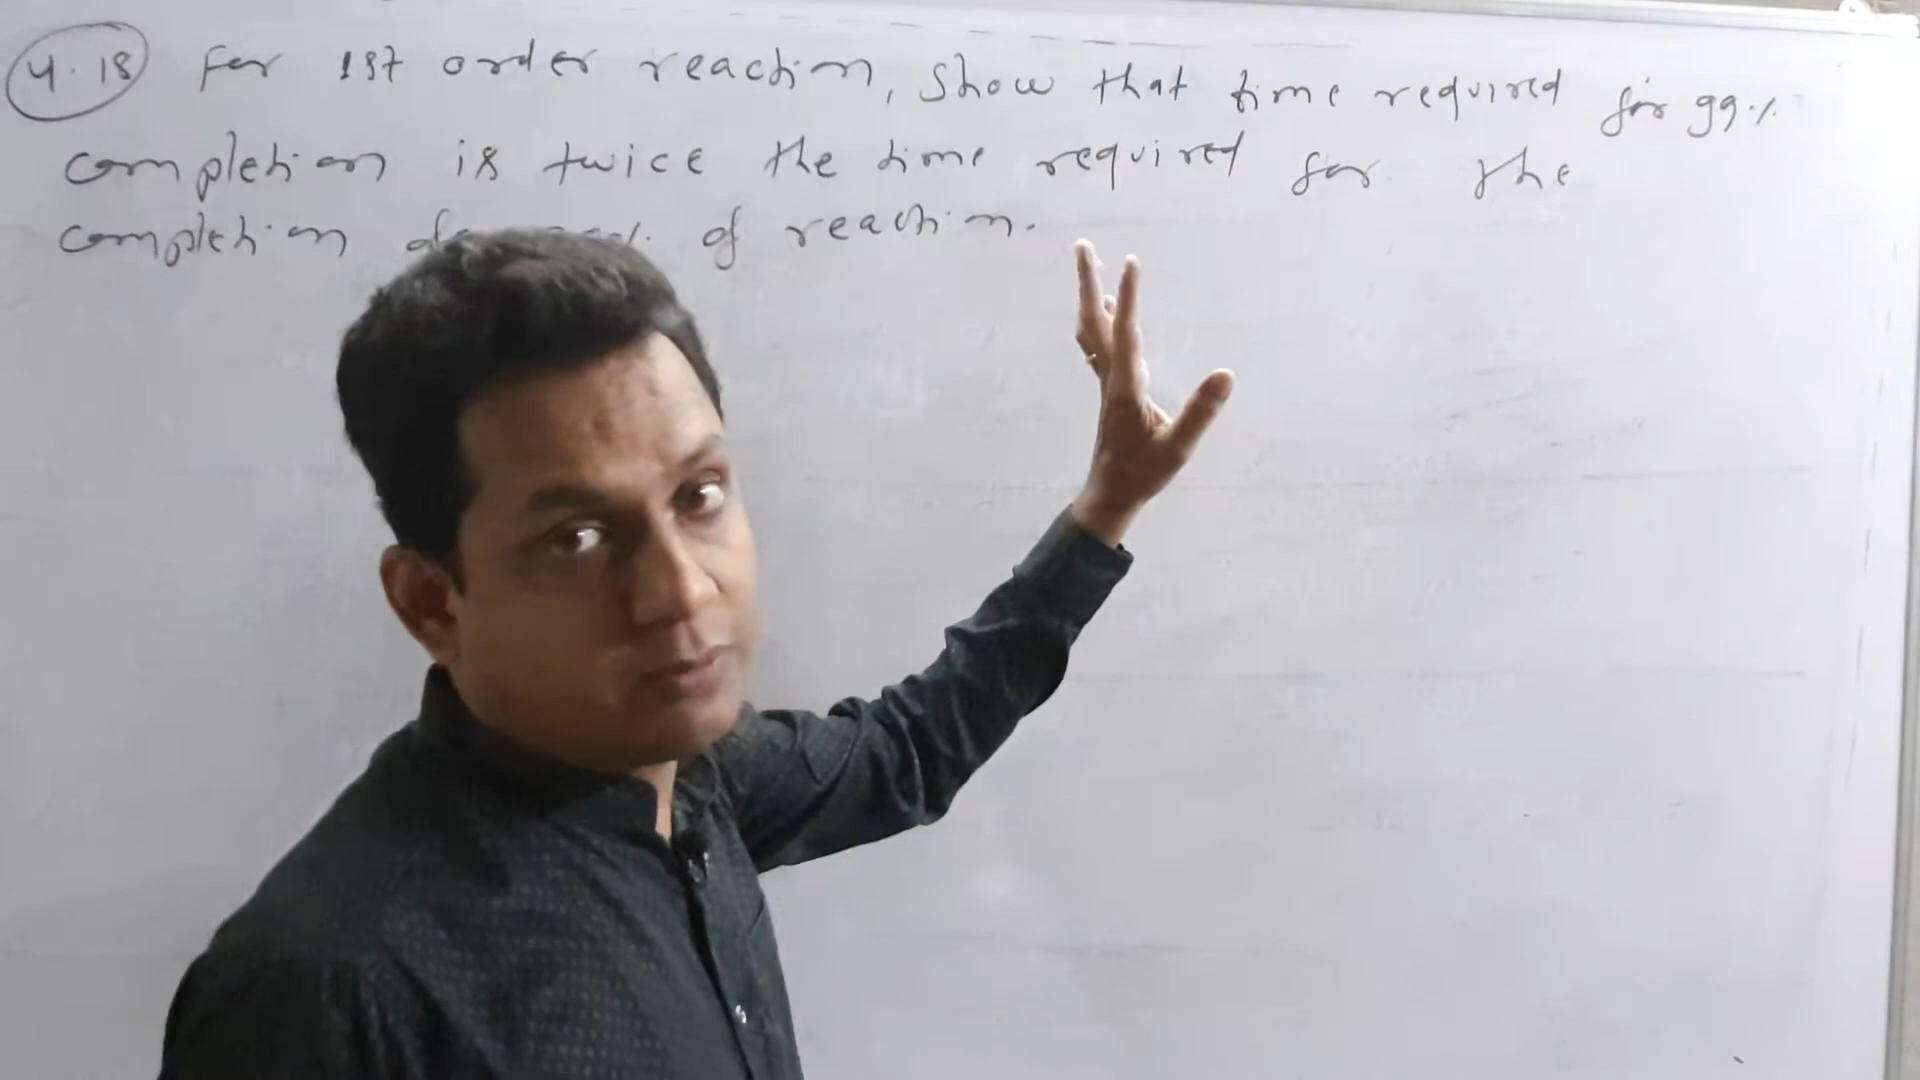 4.18 For 1st order reaction, Show that time required for 99%
completion is twice the time required for the
completion of % of reaction.